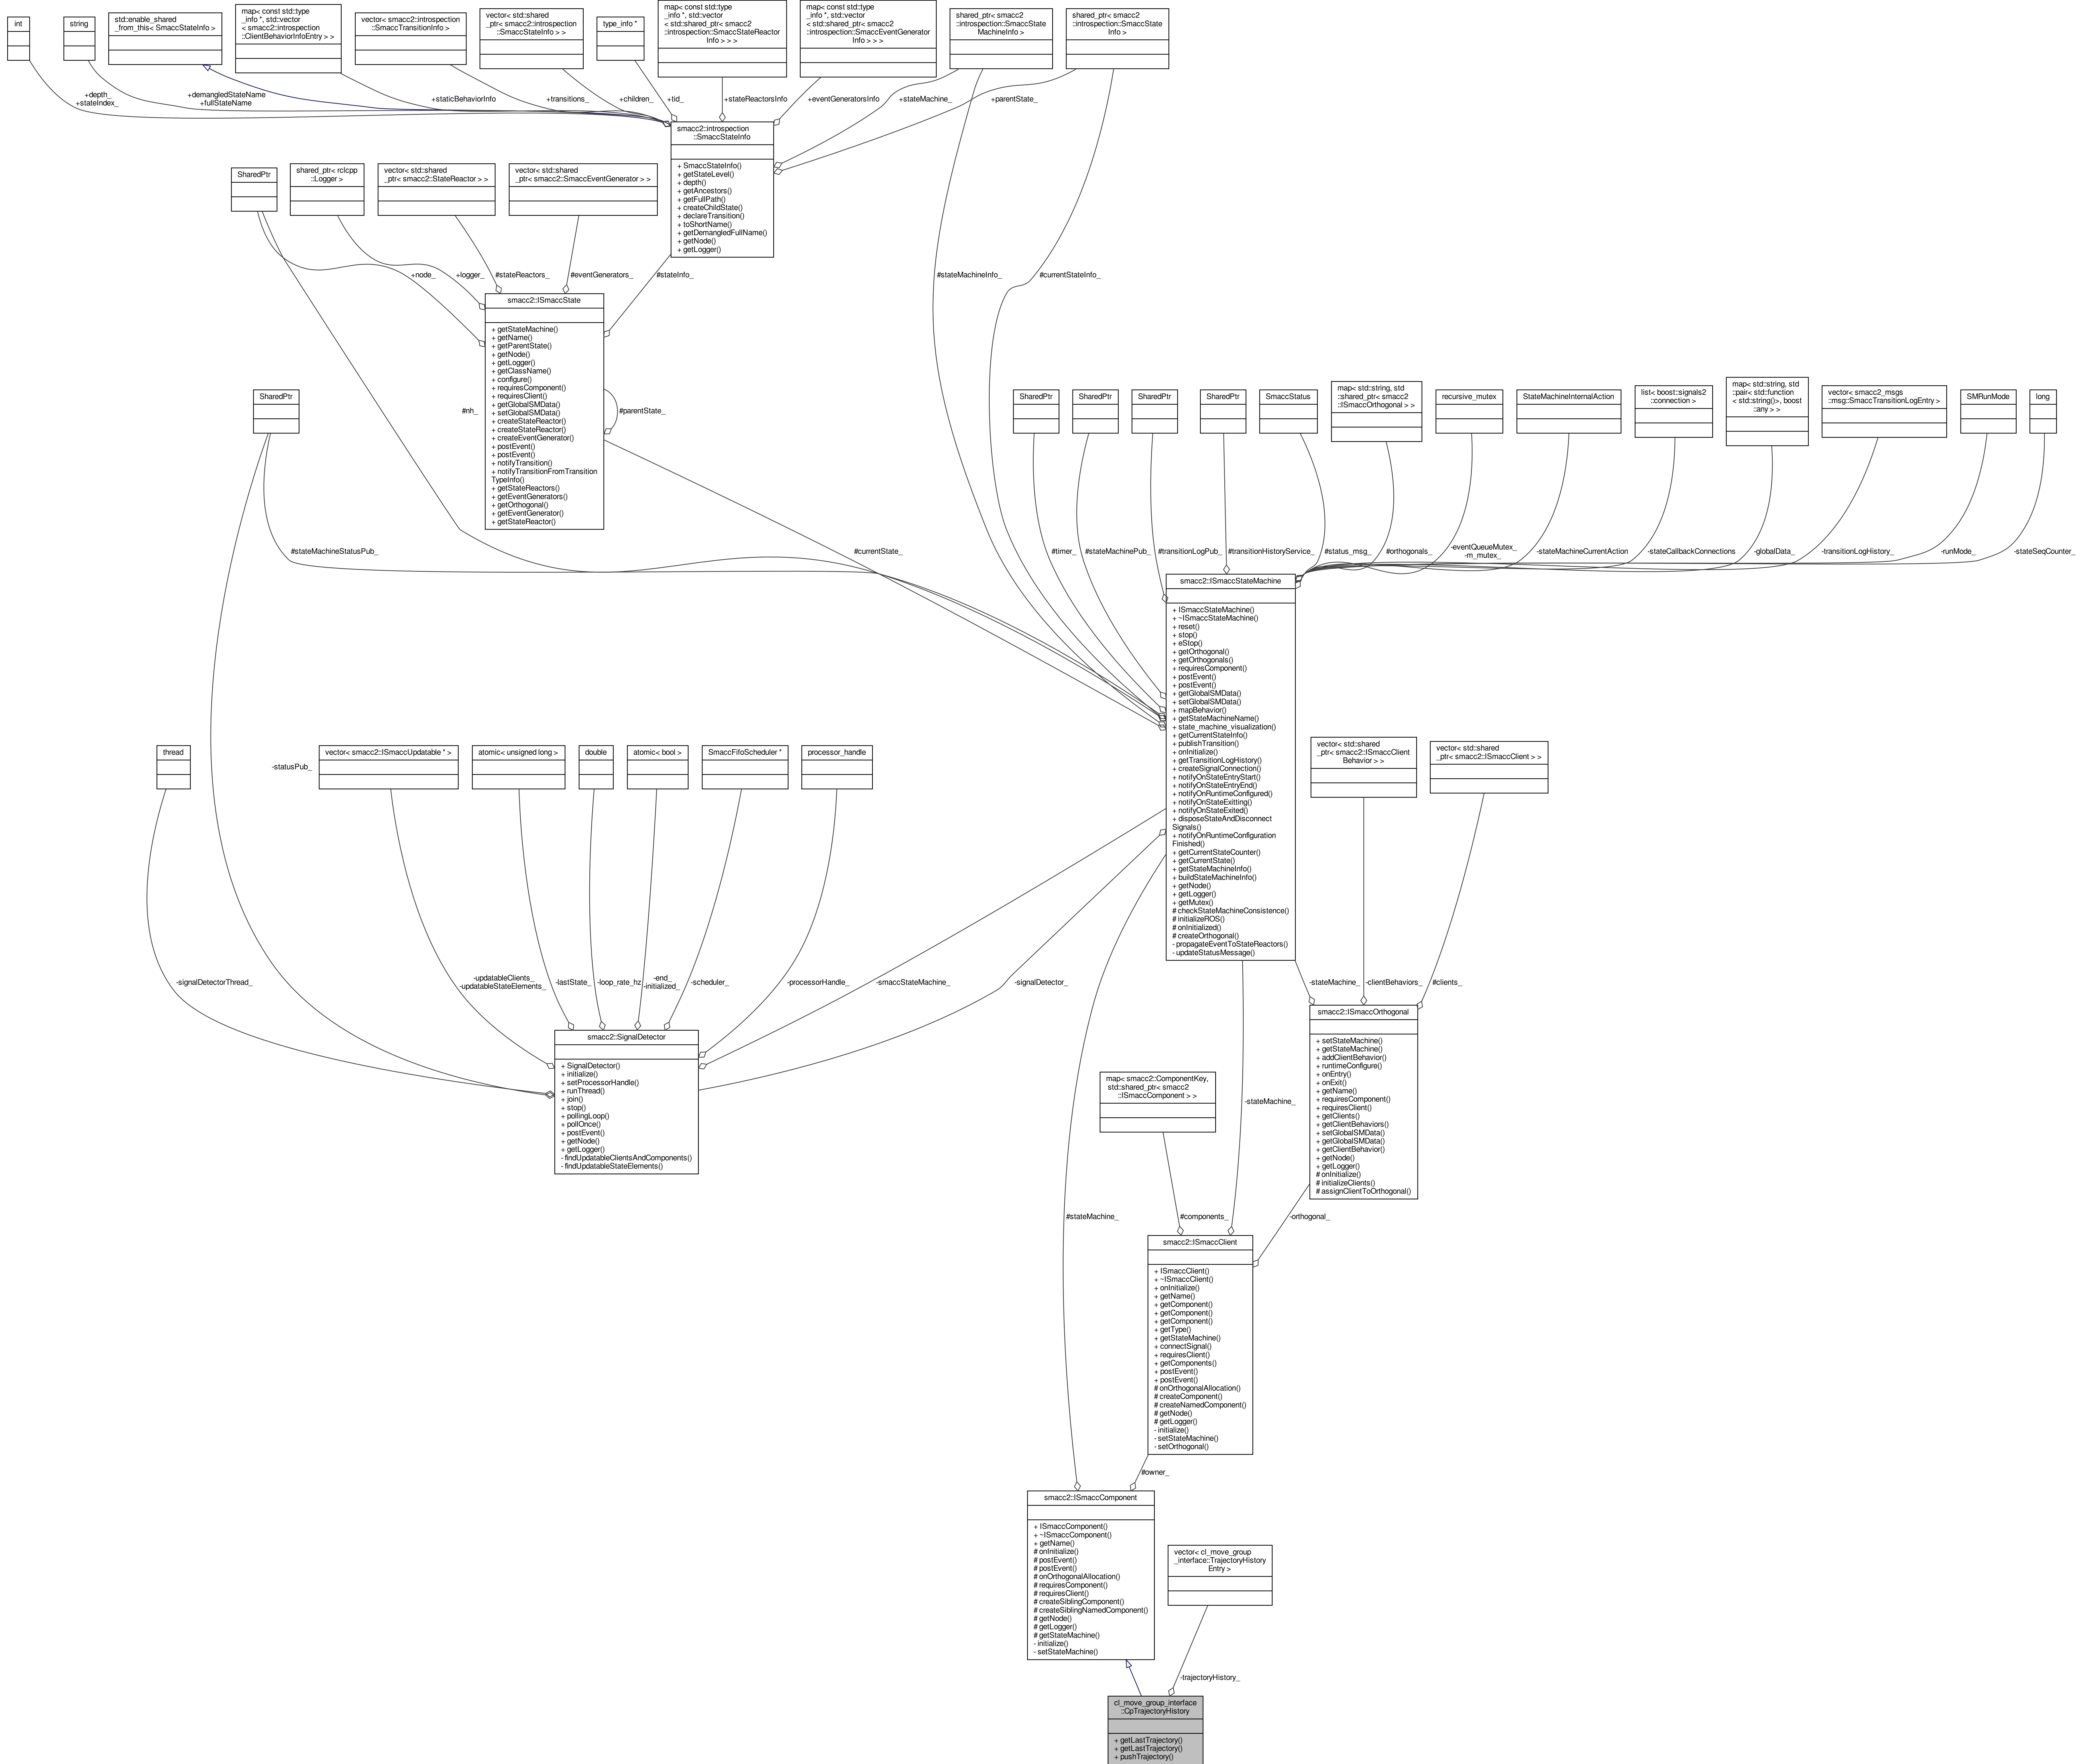 int
string
std::enable_shared
_from_this< SmaccStateInfo >
map< const std::type
_info *, std::vector
< smacc2::introspection
::ClientBehaviorInfoEntry > >
vector< smacc2::introspection
::SmaccTransitionInfo >
vector< std::shared
_ptr< smacc2::introspection
::SmaccStateInfo > >
type_info *
map< const std::type
_info *, std::vector
< std::shared_ptr< smacc2
::introspection::SmaccStateReactor
Info > > >
map< const std::type
_info *, std::vector
< std::shared_ptr< smacc2
::introspection::SmaccEventGenerator
Info > > >
shared_ptr< smacc2
::introspection::SmaccState
MachineInfo >
shared_ptr< smacc2
::introspection::SmaccState
Info >
+depth_
+stateIndex_
+demangledStateName
+fullStateName
+staticBehaviorInfo
+transitions_
+children_
+tid_
+stateReactorsInfo
+eventGeneratorsInfo
+stateMachine_
+parentState_
smacc2::introspection
::SmaccStateInfo
+ SmaccStateInfo()
+ getStateLevel()
+ depth()
+ getAncestors()
+ getFullPath()
+ createChildState()
+ declareTransition()
+ toShortName()
+ getDemangledFullName()
+ getNode()
+ getLogger()
SharedPtr
shared_ptr< rclcpp
::Logger >
vector< std::shared
_ptr< smacc2::StateReactor > >
vector< std::shared
_ptr< smacc2::SmaccEventGenerator > >
+node_
+logger_
#stateReactors_
#eventGenerators_
#stateInfo_
#stateMachineInfo_
#currentStateInfo_
smacc2::ISmaccState
+ getStateMachine()
+ getName()
+ getParentState()
+ getNode()
+ getLogger()
+ getClassName()
+ configure()
+ requiresComponent()
+ requiresClient()
+ getGlobalSMData()
+ setGlobalSMData()
+ createStateReactor()
+ createStateReactor()
+ createEventGenerator()
+ postEvent()
+ postEvent()
+ notifyTransition()
+ notifyTransitionFromTransition
TypeInfo()
+ getStateReactors()
+ getEventGenerators()
+ getOrthogonal()
+ getEventGenerator()
+ getStateReactor()
#nh_
#parentState_
SharedPtr
SharedPtr
SharedPtr
SharedPtr
SharedPtr
SmaccStatus
map< std::string, std
::shared_ptr< smacc2
::ISmaccOrthogonal > >
recursive_mutex
StateMachineInternalAction
list< boost::signals2
::connection >
map< std::string, std
::pair< std::function
< std::string()>, boost
::any > >
vector< smacc2_msgs
::msg::SmaccTransitionLogEntry >
SMRunMode
long
#stateMachineStatusPub_
#currentState_
#timer_
#stateMachinePub_
#transitionLogPub_
#transitionHistoryService_
#status_msg_
#orthogonals_
-eventQueueMutex_
-m_mutex_
-stateMachineCurrentAction
-stateCallbackConnections
-globalData_
-transitionLogHistory_
-runMode_
-stateSeqCounter_
smacc2::ISmaccStateMachine
+ ISmaccStateMachine()
+ ~ISmaccStateMachine()
+ reset()
+ stop()
+ eStop()
+ getOrthogonal()
+ getOrthogonals()
+ requiresComponent()
+ postEvent()
+ postEvent()
+ getGlobalSMData()
+ setGlobalSMData()
+ mapBehavior()
+ getStateMachineName()
+ state_machine_visualization()
+ getCurrentStateInfo()
+ publishTransition()
+ onInitialize()
+ getTransitionLogHistory()
+ createSignalConnection()
+ notifyOnStateEntryStart()
+ notifyOnStateEntryEnd()
+ notifyOnRuntimeConfigured()
+ notifyOnStateExitting()
+ notifyOnStateExited()
+ disposeStateAndDisconnect
Signals()
+ notifyOnRuntimeConfiguration
Finished()
+ getCurrentStateCounter()
+ getCurrentState()
+ getStateMachineInfo()
+ buildStateMachineInfo()
+ getNode()
+ getLogger()
+ getMutex()
# checkStateMachineConsistence()
# initializeROS()
# onInitialized()
# createOrthogonal()
- propagateEventToStateReactors()
- updateStatusMessage()
thread
-statusPub_
vector< smacc2::ISmaccUpdatable * >
atomic< unsigned long >
double
atomic< bool >
SmaccFifoScheduler *
processor_handle
vector< std::shared
_ptr< smacc2::ISmaccClient
Behavior > >
vector< std::shared
_ptr< smacc2::ISmaccClient > >
-signalDetectorThread_
-updatableClients_
-updatableStateElements_
-lastState_
-loop_rate_hz
-end_
-initialized_
-scheduler_
-processorHandle_
-smaccStateMachine_
-signalDetector_
-stateMachine_
-clientBehaviors_
#clients_
smacc2::SignalDetector
+ SignalDetector()
+ initialize()
+ setProcessorHandle()
+ runThread()
+ join()
+ stop()
+ pollingLoop()
+ pollOnce()
+ postEvent()
+ getNode()
+ getLogger()
- findUpdatableClientsAndComponents()
- findUpdatableStateElements()
smacc2::ISmaccOrthogonal
+ setStateMachine()
+ getStateMachine()
+ addClientBehavior()
+ runtimeConfigure()
+ onEntry()
+ onExit()
+ getName()
+ requiresComponent()
+ requiresClient()
+ getClients()
+ getClientBehaviors()
+ setGlobalSMData()
+ getGlobalSMData()
+ getClientBehavior()
+ getNode()
+ getLogger()
# onInitialize()
# initializeClients()
# assignClientToOrthogonal()
map< smacc2::ComponentKey,
std::shared_ptr< smacc2
::ISmaccComponent > >
-stateMachine_
#stateMachine_
#components_
-orthogonal_
smacc2::ISmaccClient
+ ISmaccClient()
+ ~ISmaccClient()
+ onInitialize()
+ getName()
+ getComponent()
+ getComponent()
+ getComponent()
+ getType()
+ getStateMachine()
+ connectSignal()
+ requiresClient()
+ getComponents()
+ postEvent()
+ postEvent()
# onOrthogonalAllocation()
# createComponent()
# createNamedComponent()
# getNode()
# getLogger()
- initialize()
- setStateMachine()
- setOrthogonal()
#owner_
smacc2::ISmaccComponent
+ ISmaccComponent()
+ ~ISmaccComponent()
+ getName()
# onInitialize()
# postEvent()
# postEvent()
# onOrthogonalAllocation()
# requiresComponent()
# requiresClient()
# createSiblingComponent()
# createSiblingNamedComponent()
# getNode()
# getLogger()
# getStateMachine()
- initialize()
- setStateMachine()
vector< cl_move_group
_interface::TrajectoryHistory
Entry >
-trajectoryHistory_
cl_move_group_interface
::CpTrajectoryHistory
+ getLastTrajectory()
+ getLastTrajectory()
+ pushTrajectory()